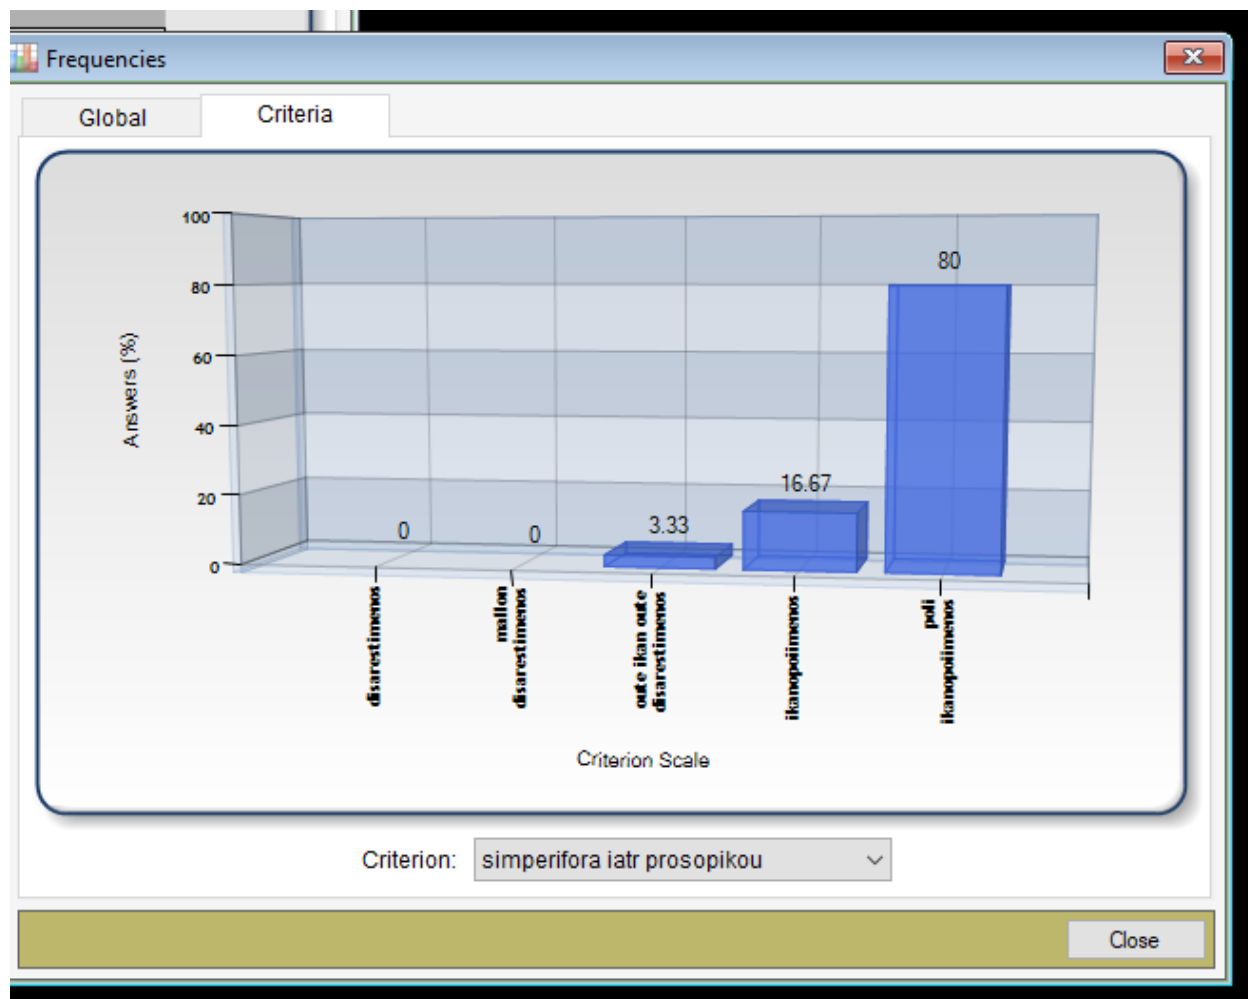 Frequencies
Global
Criteria
100
80
60
40
20
0
Answers (%)
0
0
3.33
16.67
80
disarestimenos
mallon
disarestimenos
oute ikan oute
disarestimenos
ikanopoiimenos
poli
ikanopoiimenos
Criterion Scale
Criterion:
simperifora iatr prosopikou
Close